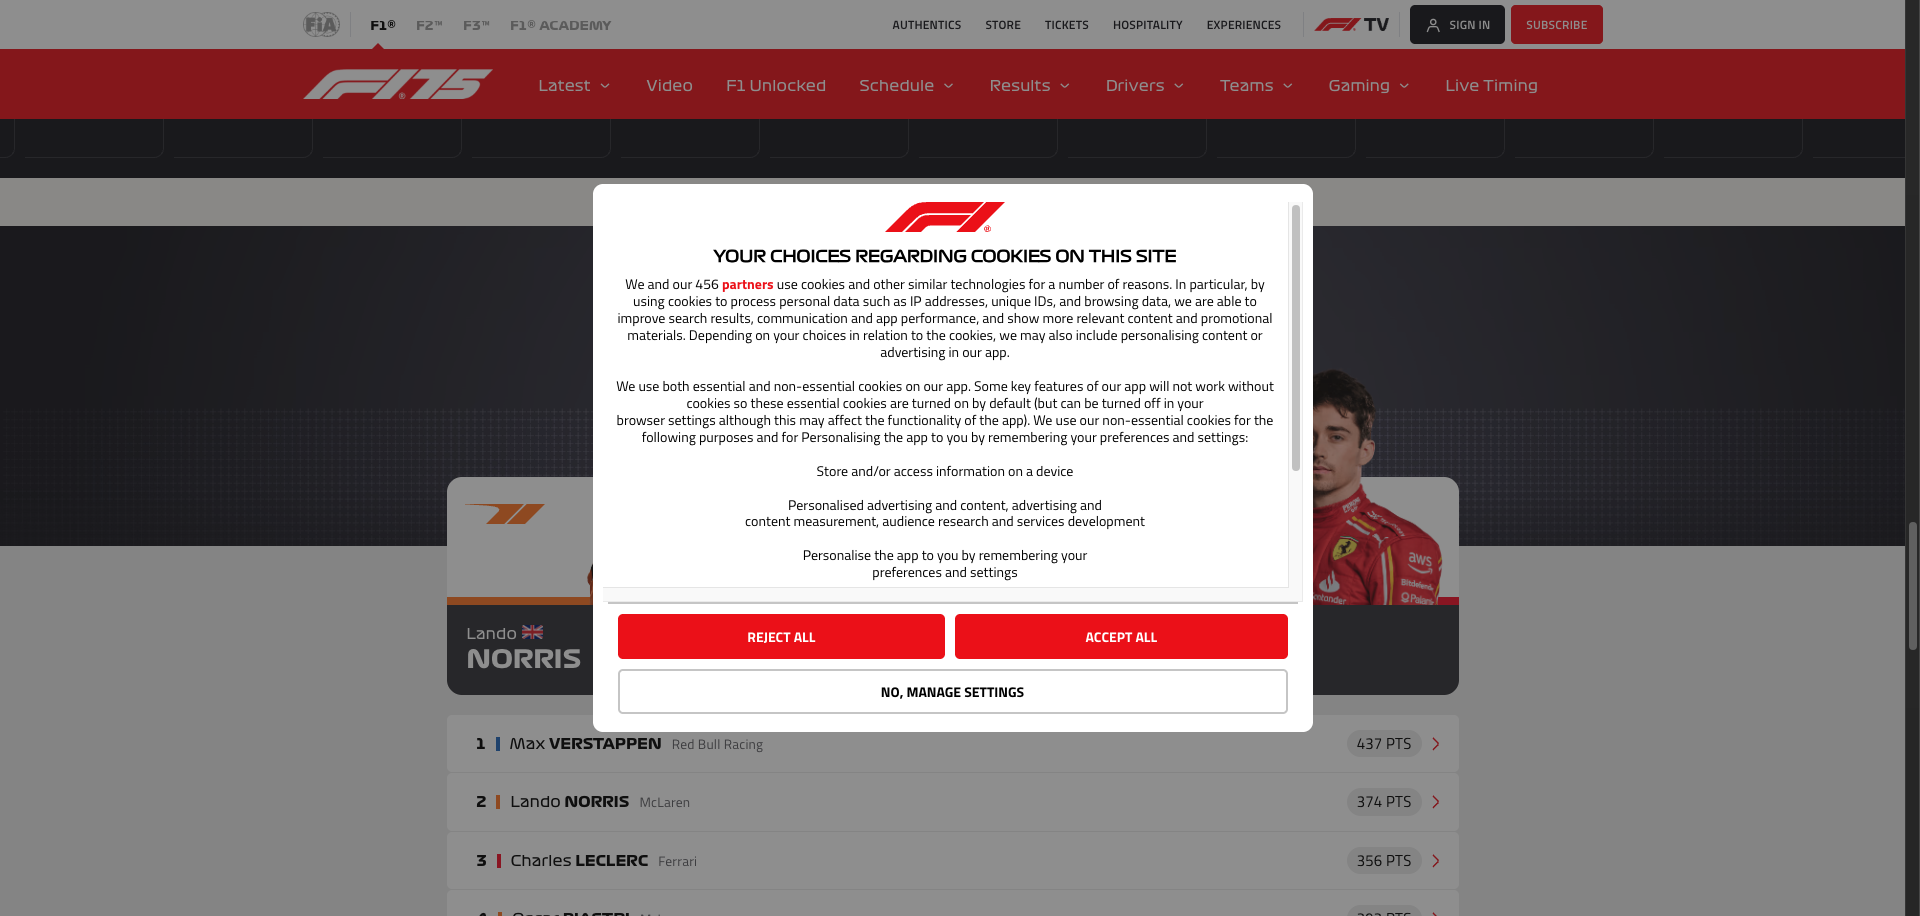 FiA
F1®
F2™
F3™
F1® ACADEMY
AUTHENTICS
STORE
TICKETS
HOSPITALITY
EXPERIENCES
F1 TV
SIGN IN
SUBSCRIBE
F1 75
Latest
Video
F1 Unlocked
Schedule
Results
Drivers
Teams
Gaming
Live Timing
F1®
YOUR CHOICES REGARDING COOKIES ON THIS SITE
We and our 456 partners use cookies and other similar technologies for a number of reasons. In particular, by
using cookies to process personal data such as IP addresses, unique IDs, and browsing data, we are able to
improve search results, communication and app performance, and show more relevant content and promotional
materials. Depending on your choices in relation to the cookies, we may also include personalising content or
advertising in our app.
We use both essential and non-essential cookies on our app. Some key features of our app will not work without
cookies so these essential cookies are turned on by default (but can be turned off in your
browser settings although this may affect the functionality of the app). We use our non-essential cookies for the
following purposes and for Personalising the app to you by remembering your preferences and settings:
Store and/or access information on a device
Personalised advertising and content, advertising and
content measurement, audience research and services development
Personalise the app to you by remembering your
preferences and settings
REJECT ALL
ACCEPT ALL
NO, MANAGE SETTINGS
aws
Bitdefender
Santander
Palantir
Lando
NORRIS
1 Max VERSTAPPEN Red Bull Racing 437 PTS
2 Lando NORRIS McLaren 374 PTS
3 Charles LECLERC Ferrari 356 PTS